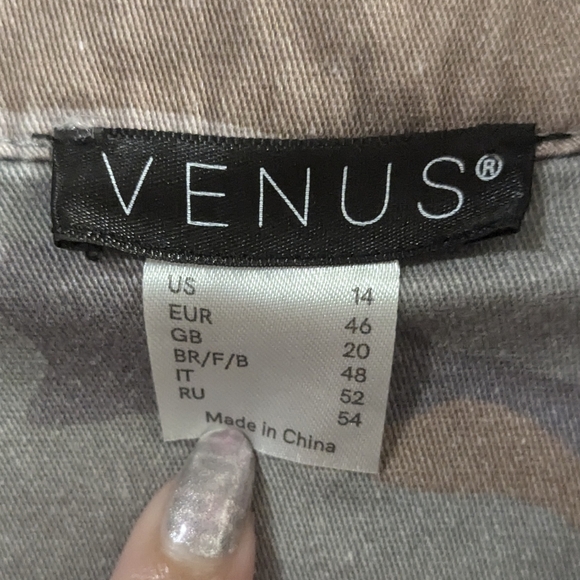 VENUS®
US 14
EUR 46
GB 20
BR/F/B 48
IT 52
RU 54
Made in China